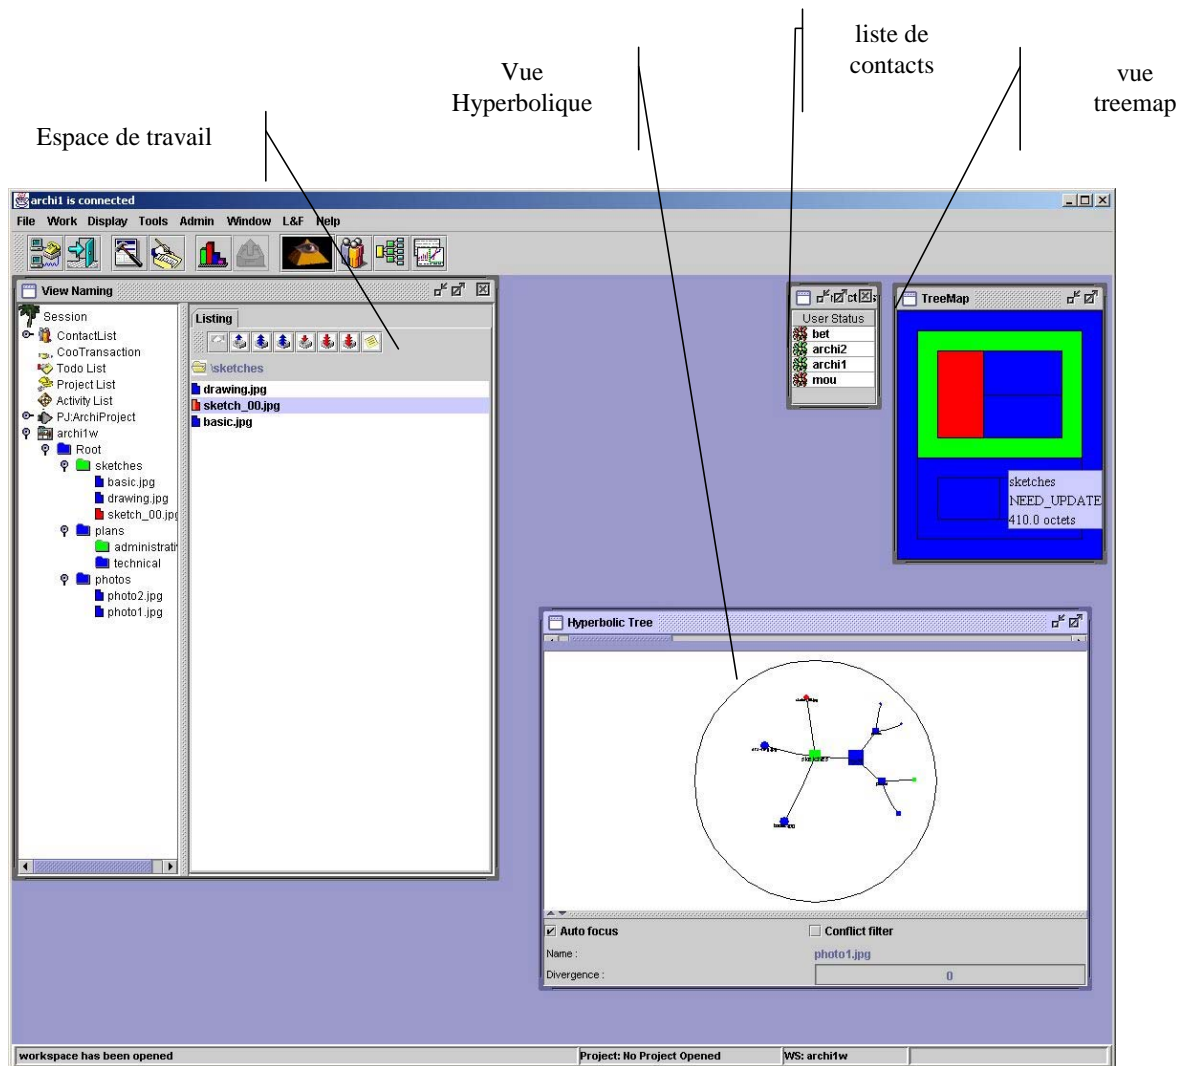 liste de
contacts
Vue
Hyperbolique
vue
treemap
Espace de travail
archi1 is connected
File Work Display Tools Admin Window L&F Help
View Naming
Session
ContactList
CooTransaction
Todo List
Project List
Activity List
PJ:ArchiProject
archi1w
Root
sketches
basic.jpg
drawing.jpg
sketch_00.jpg
plans
administrati
technical
photos
photo2.jpg
photo1.jpg
Listing
\sketches
drawing.jpg
sketch_00.jpg
basic.jpg
User Status
bet
archi2
archi1
mou
TreeMap
sketches
NEED_UPDATE
410.0 octets
Hyperbolic Tree
Auto focus
Conflict filter
Name :
photo1.jpg
Divergence :
0
workspace has been opened
Project: No Project Opened
WS: archi1w